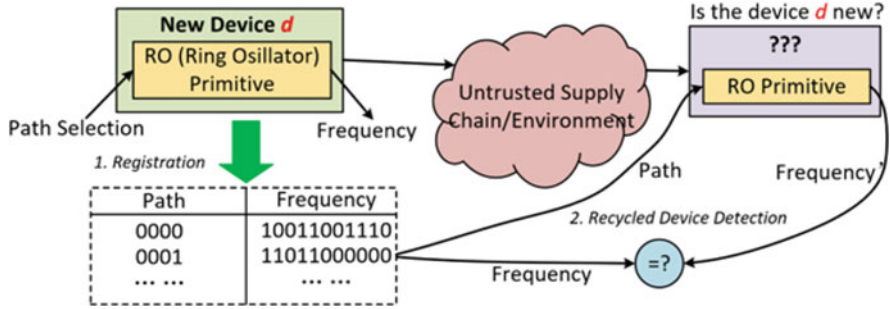 New Device d
RO (Ring Osillator)
Primitive
Path Selection
Frequency
1. Registration
Path Frequency
0000 10011001110
0001 11011000000
... ... ... ...
Untrusted Supply
Chain/Environment
Is the device d new?
???
RO Primitive
Path
Frequency'
2. Recycled Device Detection
Frequency
=?